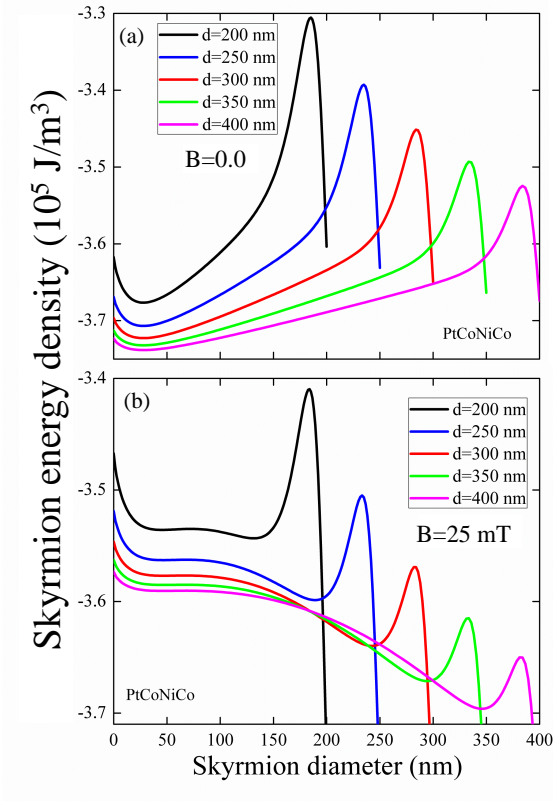 (a)
d=200 nm
d=250 nm
d=300 nm
d=350 nm
d=400 nm
B=0.0
PtCoNiCo
-3.3
-3.4
-3.5
-3.6
-3.7
Skyrmion energy density (10⁵ J/m³)
(b)
d=200 nm
d=250 nm
d=300 nm
d=350 nm
d=400 nm
B=25 mT
PtCoNiCo
-3.4
-3.5
-3.6
-3.7
0 50 100 150 200 250 300 350 400
Skyrmion diameter (nm)